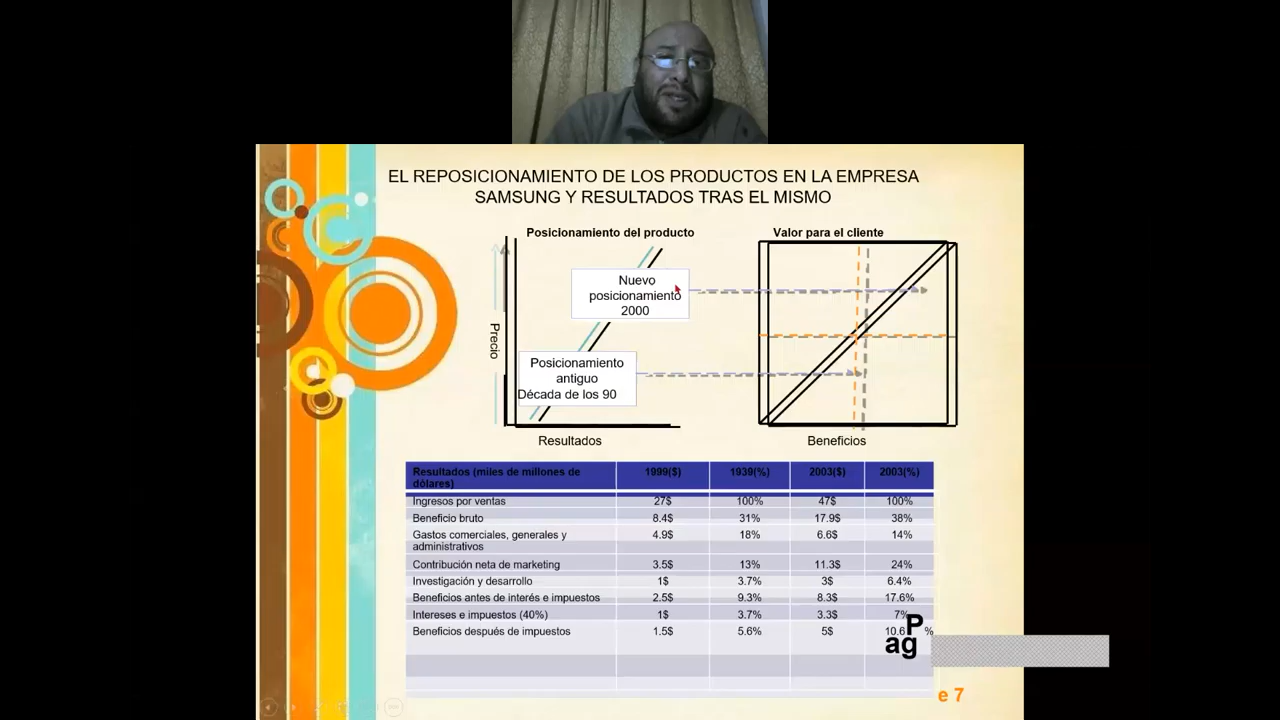 EL REPOSICIONAMIENTO DE LOS PRODUCTOS EN LA EMPRESA
SAMSUNG Y RESULTADOS TRAS EL MISMO
Posicionamiento del producto
Valor para el cliente
Precio
Nuevo
posicionamiento
2000
Posicionamiento
antiguo
Década de los 90
Resultados
Beneficios
Resultados (miles de millones de
dólares) 1999($) 1939(%) 2003($) 2003(%)
Ingresos por ventas 27$ 100% 47$ 100%
Beneficio bruto 8.4$ 31% 17.9$ 38%
Gastos comerciales, generales y
administrativos 4.9$ 18% 6.6$ 14%
Contribución neta de marketing 3.5$ 13% 11.3$ 24%
Investigación y desarrollo 1$ 3.7% 3$ 6.4%
Beneficios antes de interés e impuestos 2.5$ 9.3% 8.3$ 17.6%
Intereses e impuestos (40%) 1$ 3.7% 3.3$ 7%
Beneficios después de impuestos 1.5$ 5.6% 5$ 10.6 %
P
ag
e 7